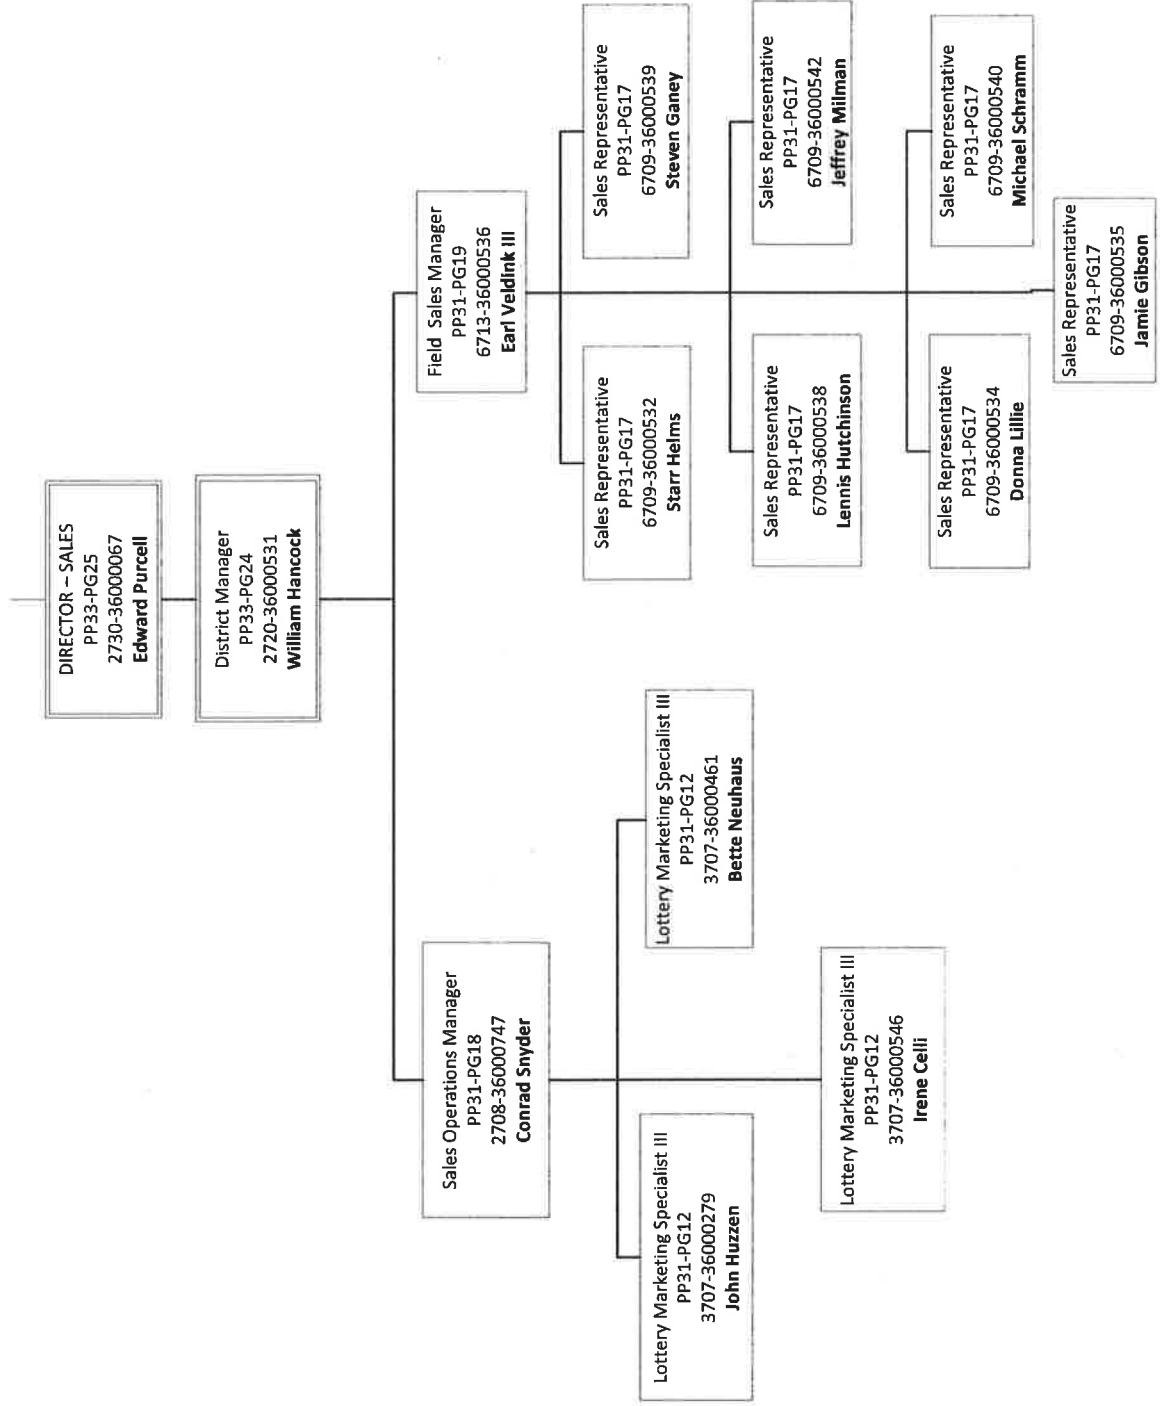 DIRECTOR – SALES
PP33-PG25
2730-36000067
Edward Purcell
District Manager
PP33-PG24
2720-36000531
William Hancock
Sales Operations Manager
PP31-PG18
2708-36000747
Conrad Snyder
Field Sales Manager
PP31-PG19
6713-36000536
Earl Veldink III
Lottery Marketing Specialist III
PP31-PG12
3707-36000279
John Huzzen
Lottery Marketing Specialist III
PP31-PG12
3707-36000461
Bette Neuhaus
Lottery Marketing Specialist III
PP31-PG12
3707-36000546
Irene Celli
Sales Representative
PP31-PG17
6709-36000532
Starr Helms
Sales Representative
PP31-PG17
6709-36000539
Steven Ganey
Sales Representative
PP31-PG17
6709-36000538
Lennis Hutchinson
Sales Representative
PP31-PG17
6709-36000542
Jeffrey Milman
Sales Representative
PP31-PG17
6709-36000534
Donna Lillie
Sales Representative
PP31-PG17
6709-36000540
Michael Schramm
Sales Representative
PP31-PG17
6709-36000535
Jamie Gibson